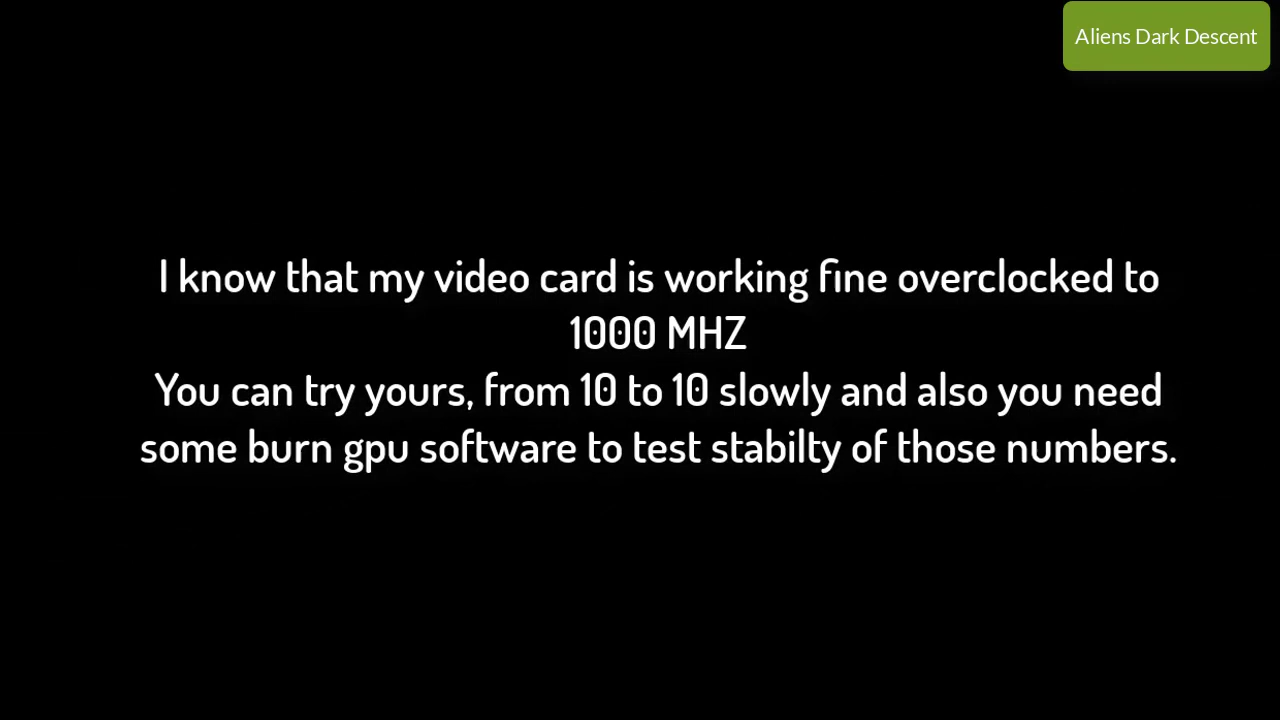 Aliens Dark Descent
I know that my video card is working fine overclocked to
1000 MHZ
You can try yours, from 10 to 10 slowly and also you need
some burn gpu software to test stabilty of those numbers.